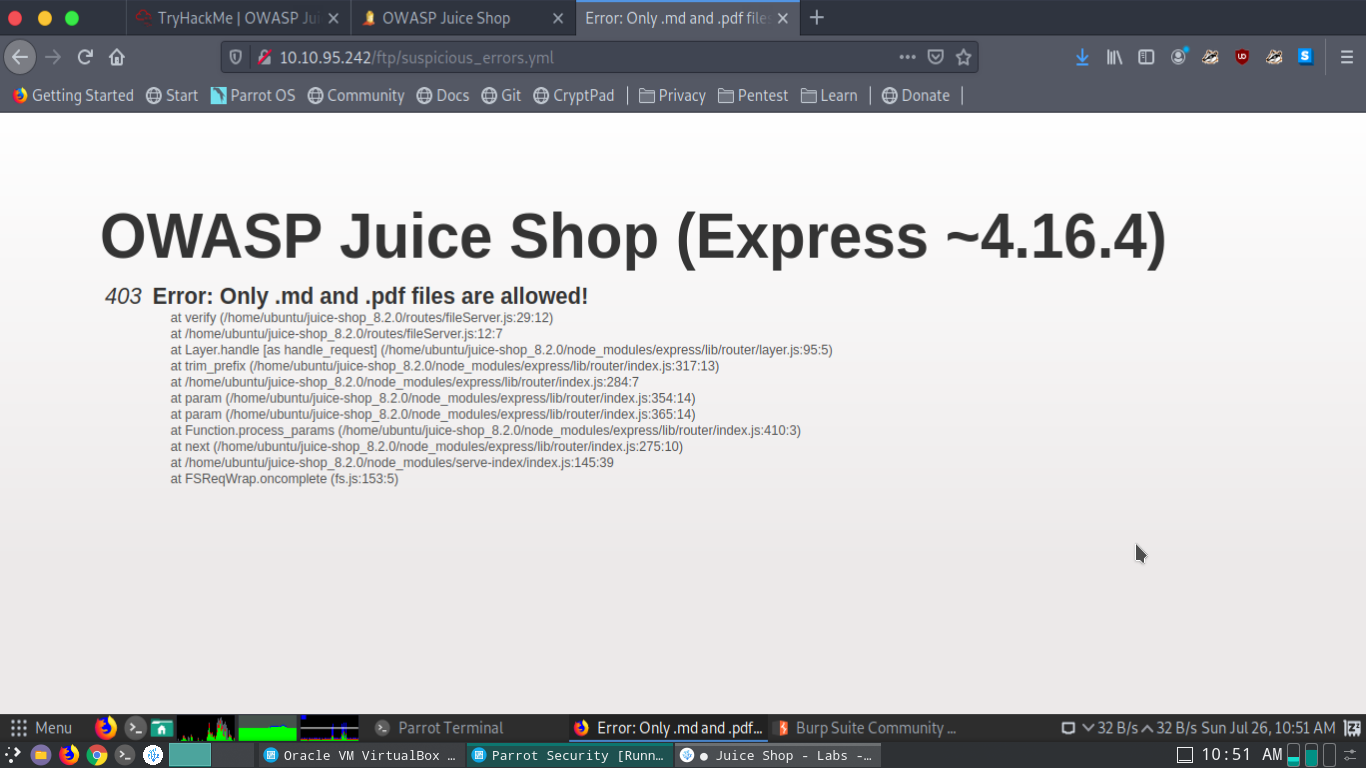 TryHackMe | OWASP Jui
OWASP Juice Shop
Error: Only .md and .pdf files
10.10.95.242/ftp/suspicious_errors.yml
Getting Started Start Parrot OS Community Docs Git CryptPad Privacy Pentest Learn Donate
OWASP Juice Shop (Express ~4.16.4)
403 Error: Only .md and .pdf files are allowed!
at verify (/home/ubuntu/juice-shop_8.2.0/routes/fileServer.js:29:12)
at /home/ubuntu/juice-shop_8.2.0/routes/fileServer.js:12:7
at Layer.handle [as handle_request] (/home/ubuntu/juice-shop_8.2.0/node_modules/express/lib/router/layer.js:95:5)
at trim_prefix (/home/ubuntu/juice-shop_8.2.0/node_modules/express/lib/router/index.js:317:13)
at /home/ubuntu/juice-shop_8.2.0/node_modules/express/lib/router/index.js:284:7
at param (/home/ubuntu/juice-shop_8.2.0/node_modules/express/lib/router/index.js:354:14)
at param (/home/ubuntu/juice-shop_8.2.0/node_modules/express/lib/router/index.js:365:14)
at Function.process_params (/home/ubuntu/juice-shop_8.2.0/node_modules/express/lib/router/index.js:410:3)
at next (/home/ubuntu/juice-shop_8.2.0/node_modules/express/lib/router/index.js:275:10)
at /home/ubuntu/juice-shop_8.2.0/node_modules/serve-index/index.js:145:39
at FSReqWrap.oncomplete (fs.js:153:5)
Menu Parrot Terminal Error: Only .md and .pdf... Burp Suite Community ... 32 B/s 32 B/s Sun Jul 26, 10:51 AM
Oracle VM VirtualBox ... Parrot Security [Runn... ● Juice Shop - Labs -... 10:51 AM